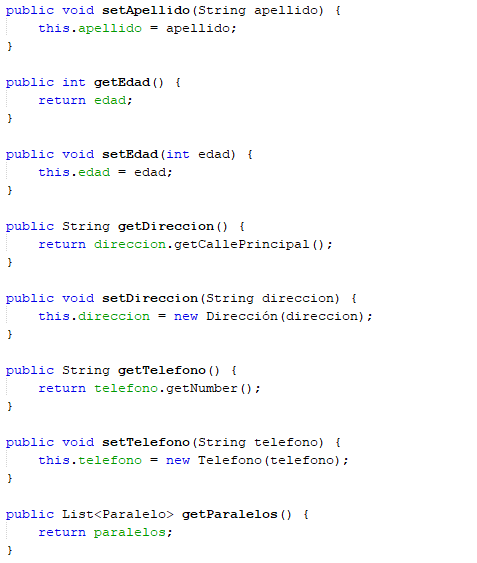 public void setApellido(String apellido) {
    this.apellido = apellido;
}

public int getEdad() {
    return edad;
}

public void setEdad(int edad) {
    this.edad = edad;
}

public String getDireccion() {
    return direccion.getCallePrincipal();
}

public void setDireccion(String direccion) {
    this.direccion = new Dirección(direccion);
}

public String getTelefono() {
    return telefono.getNumber();
}

public void setTelefono(String telefono) {
    this.telefono = new Telefono(telefono);
}

public List<Paralelo> getParalelos() {
    return paralelos;
}